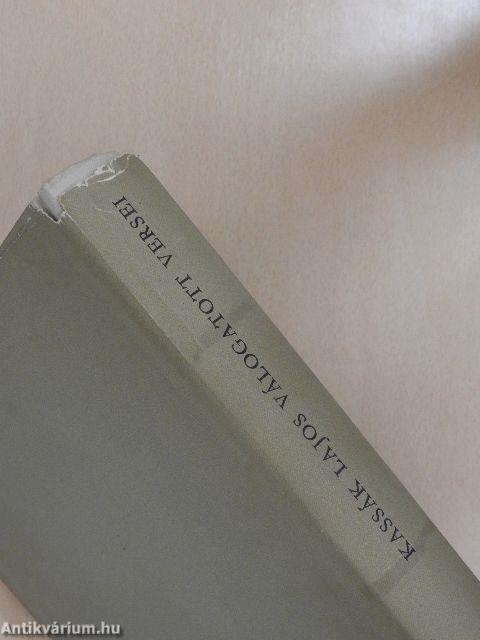 KASSÁK LAJOS VÁLOGATOTT VERSEI
Antikvárium.hu